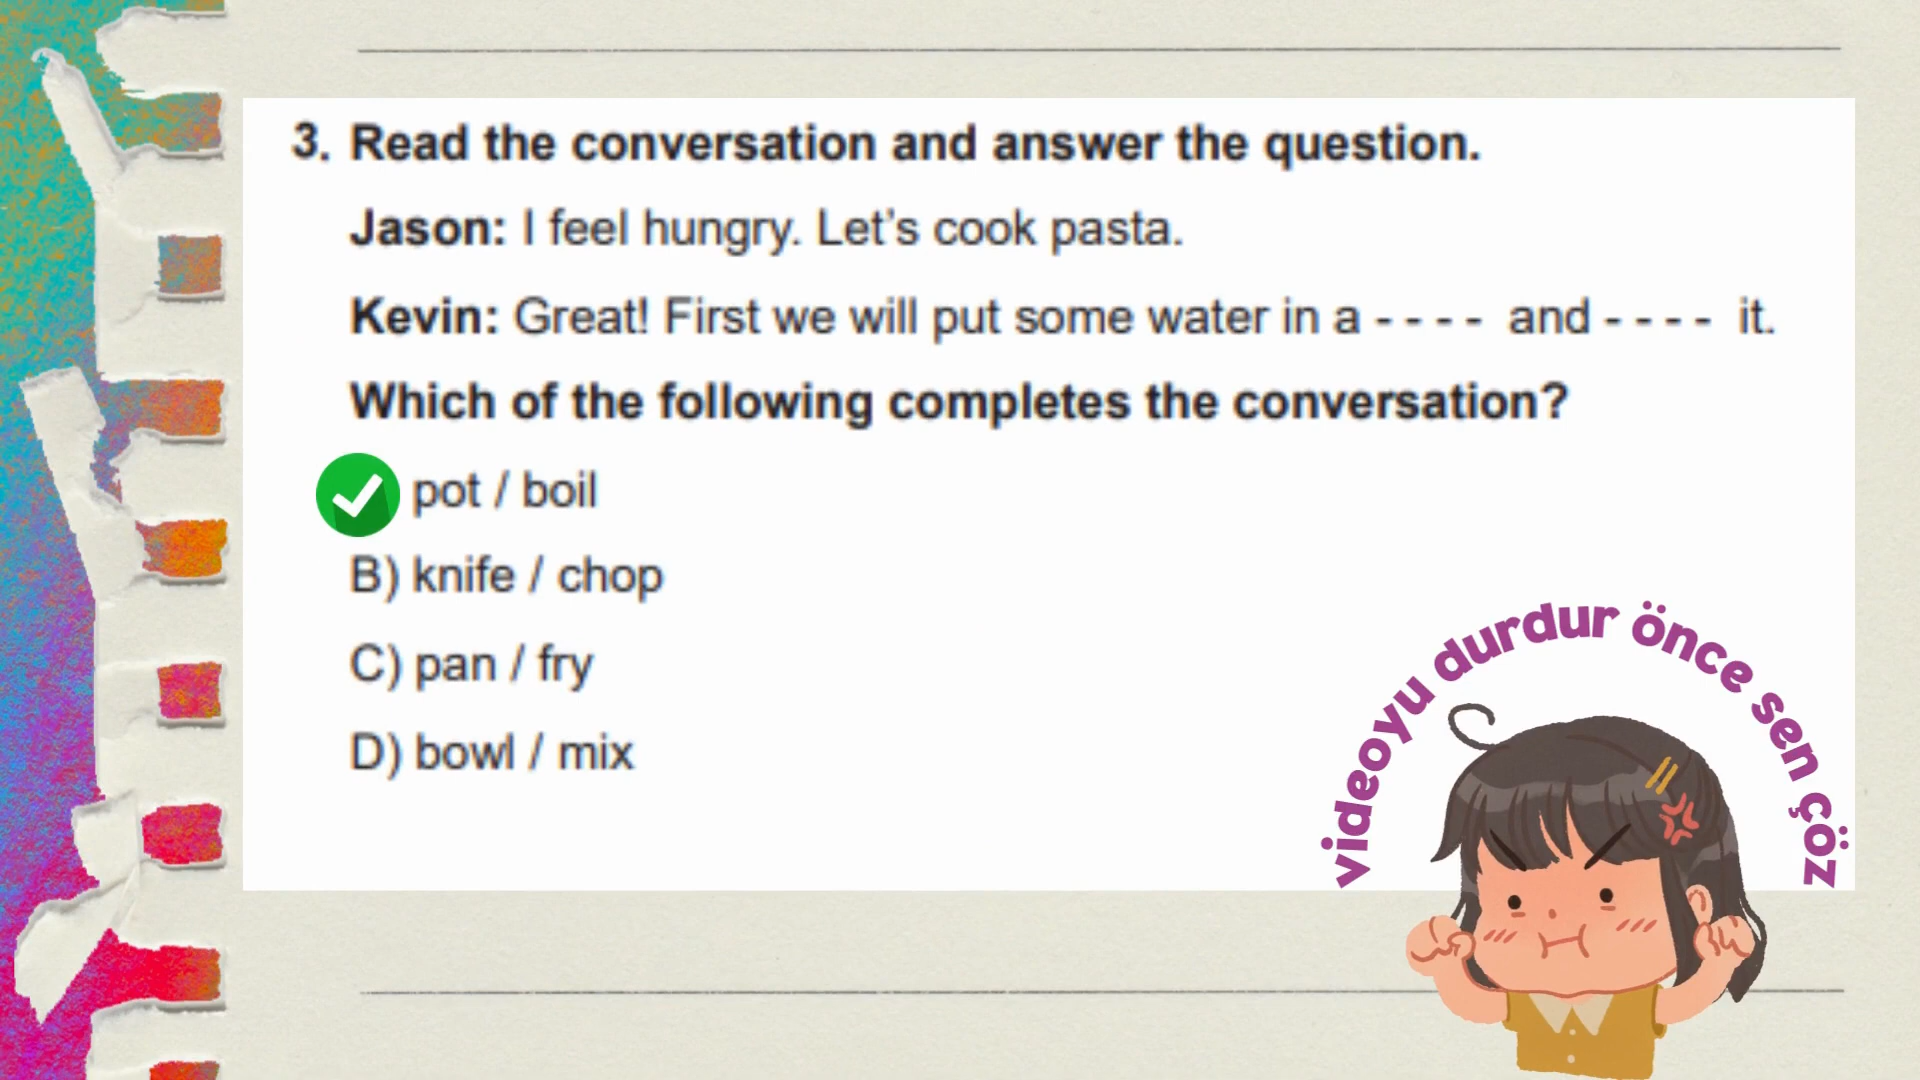 3. Read the conversation and answer the question.
Jason: I feel hungry. Let's cook pasta.
Kevin: Great! First we will put some water in a - - - - and - - - - it.
Which of the following completes the conversation?
pot / boil
B) knife / chop
C) pan / fry
D) bowl / mix
videoyu durdur önce sen çöz